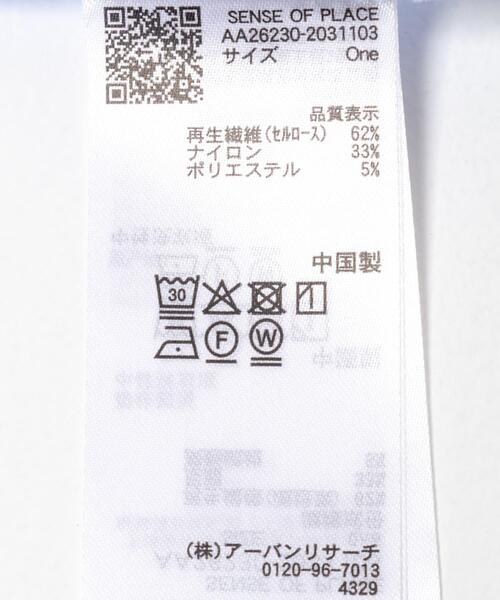 SENSE OF PLACE
AA26230-2031103
サイズ One
品質表示
再生繊維(セルロース) 62%
ナイロン 33%
ポリエステル 5%
中国製
30
F W
(株)アーバンリサーチ
0120-96-7013
4329